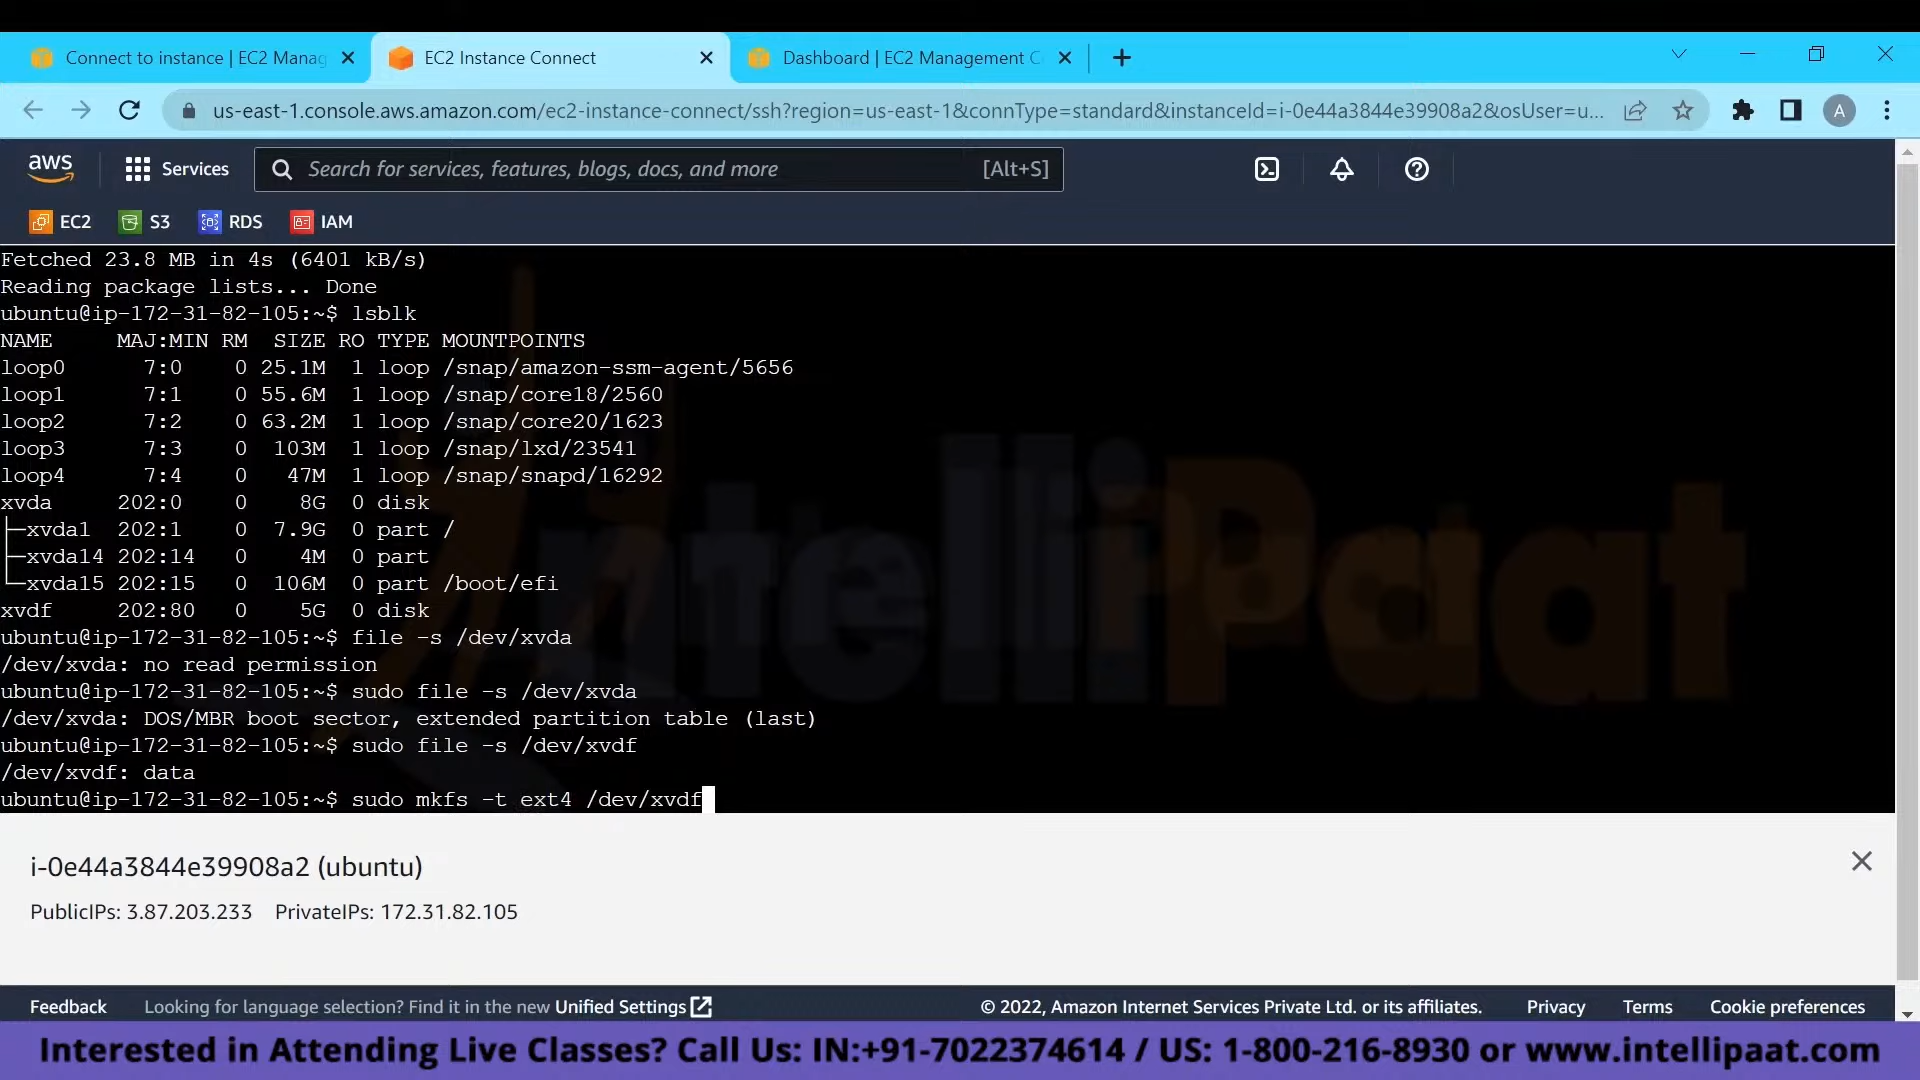 Connect to instance | EC2 Manag
EC2 Instance Connect
Dashboard | EC2 Management C
us-east-1.console.aws.amazon.com/ec2-instance-connect/ssh?region=us-east-1&connType=standard&instanceId=i-0e44a3844e39908a2&osUser=u...
A
aws
Services
Search for services, features, blogs, docs, and more
[Alt+S]
EC2
S3
RDS
IAM
Fetched 23.8 MB in 4s (6401 kB/s)
Reading package lists... Done
ubuntu@ip-172-31-82-105:~$ lsblk
NAME MAJ:MIN RM SIZE RO TYPE MOUNTPOINTS
loop0 7:0 0 25.1M 1 loop /snap/amazon-ssm-agent/5656
loop1 7:1 0 55.6M 1 loop /snap/core18/2560
loop2 7:2 0 63.2M 1 loop /snap/core20/1623
loop3 7:3 0 103M 1 loop /snap/lxd/23541
loop4 7:4 0 47M 1 loop /snap/snapd/16292
xvda 202:0 0 8G 0 disk
├─xvda1 202:1 0 7.9G 0 part /
├─xvda14 202:14 0 4M 0 part
└─xvda15 202:15 0 106M 0 part /boot/efi
xvdf 202:80 0 5G 0 disk
ubuntu@ip-172-31-82-105:~$ file -s /dev/xvda
/dev/xvda: no read permission
ubuntu@ip-172-31-82-105:~$ sudo file -s /dev/xvda
/dev/xvda: DOS/MBR boot sector, extended partition table (last)
ubuntu@ip-172-31-82-105:~$ sudo file -s /dev/xvdf
/dev/xvdf: data
ubuntu@ip-172-31-82-105:~$ sudo mkfs -t ext4 /dev/xvdf
IntelliPaat
i-0e44a3844e39908a2 (ubuntu)
PublicIPs: 3.87.203.233 PrivateIPs: 172.31.82.105
Feedback
Looking for language selection? Find it in the new Unified Settings
© 2022, Amazon Internet Services Private Ltd. or its affiliates.
Privacy
Terms
Cookie preferences
Interested in Attending Live Classes? Call Us: IN:+91-7022374614 / US: 1-800-216-8930 or www.intellipaat.com